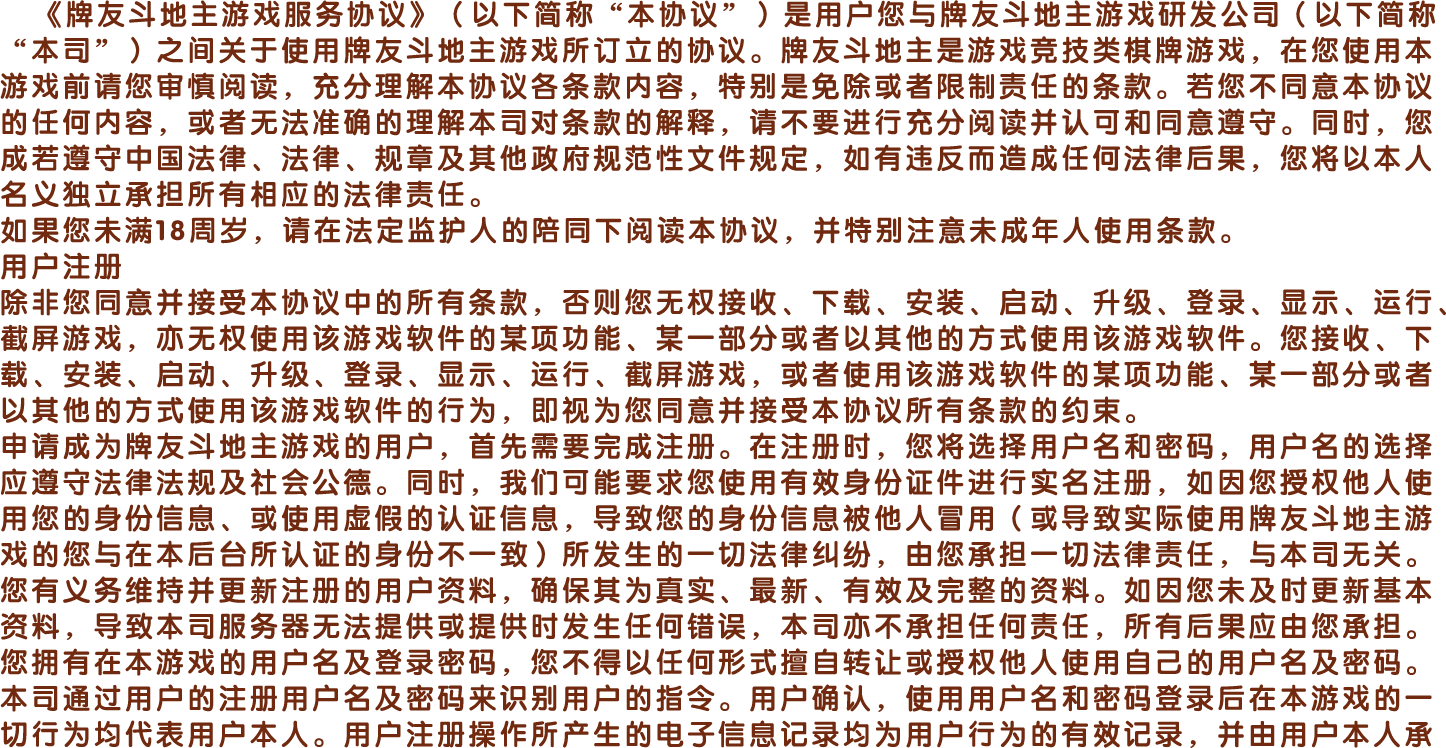 《牌友斗地主游戏服务协议》（以下简称“本协议”）是用户您与牌友斗地主游戏研发公司（以下简称
“本司”）之间关于使用牌友斗地主游戏所订立的协议。牌友斗地主是游戏竞技类棋牌游戏，在您使用本
游戏前请您审慎阅读，充分理解本协议各条款内容，特别是免除或者限制责任的条款。若您不同意本协议
的任何内容，或者无法准确的理解本司对条款的解释，请不要进行充分阅读并认可和同意遵守。同时，您
成若遵守中国法律、法律、规章及其他政府规范性文件规定，如有违反而造成任何法律后果，您将以本人
名义独立承担所有相应的法律责任。
如果您未满18周岁，请在法定监护人的陪同下阅读本协议，并特别注意未成年人使用条款。
用户注册
除非您同意并接受本协议中的所有条款，否则您无权接收、下载、安装、启动、升级、登录、显示、运行、
截屏游戏，亦无权使用该游戏软件的某项功能、某一部分或者以其他的方式使用该游戏软件。您接收、下
载、安装、启动、升级、登录、显示、运行、截屏游戏，或者使用该游戏软件的某项功能、某一部分或者
以其他的方式使用该游戏软件的行为，即视为您同意并接受本协议所有条款的约束。
申请成为牌友斗地主游戏的用户，首先需要完成注册。在注册时，您将选择用户名和密码，用户名的选择
应遵守法律法规及社会公德。同时，我们可能要求您使用有效身份证件进行实名注册，如因您授权他人使
用您的身份信息、或使用虚假的认证信息，导致您的身份信息被他人冒用（或导致实际使用牌友斗地主游
戏的您与在本后台所认证的身份不一致）所发生的一切法律纠纷，由您承担一切法律责任，与本司无关。
您有义务维持并更新注册的用户资料，确保其为真实、最新、有效及完整的资料。如因您未及时更新基本
资料，导致本司服务器无法提供或提供时发生任何错误，本司亦不承担任何责任，所有后果应由您承担。
您拥有在本游戏的用户名及登录密码，您不得以任何形式擅自转让或授权他人使用自己的用户名及密码。
本司通过用户的注册用户名及密码来识别用户的指令。用户确认，使用用户名和密码登录后在本游戏的一
切行为均代表用户本人。用户注册操作所产生的电子信息记录均为用户行为的有效记录，并由用户本人承